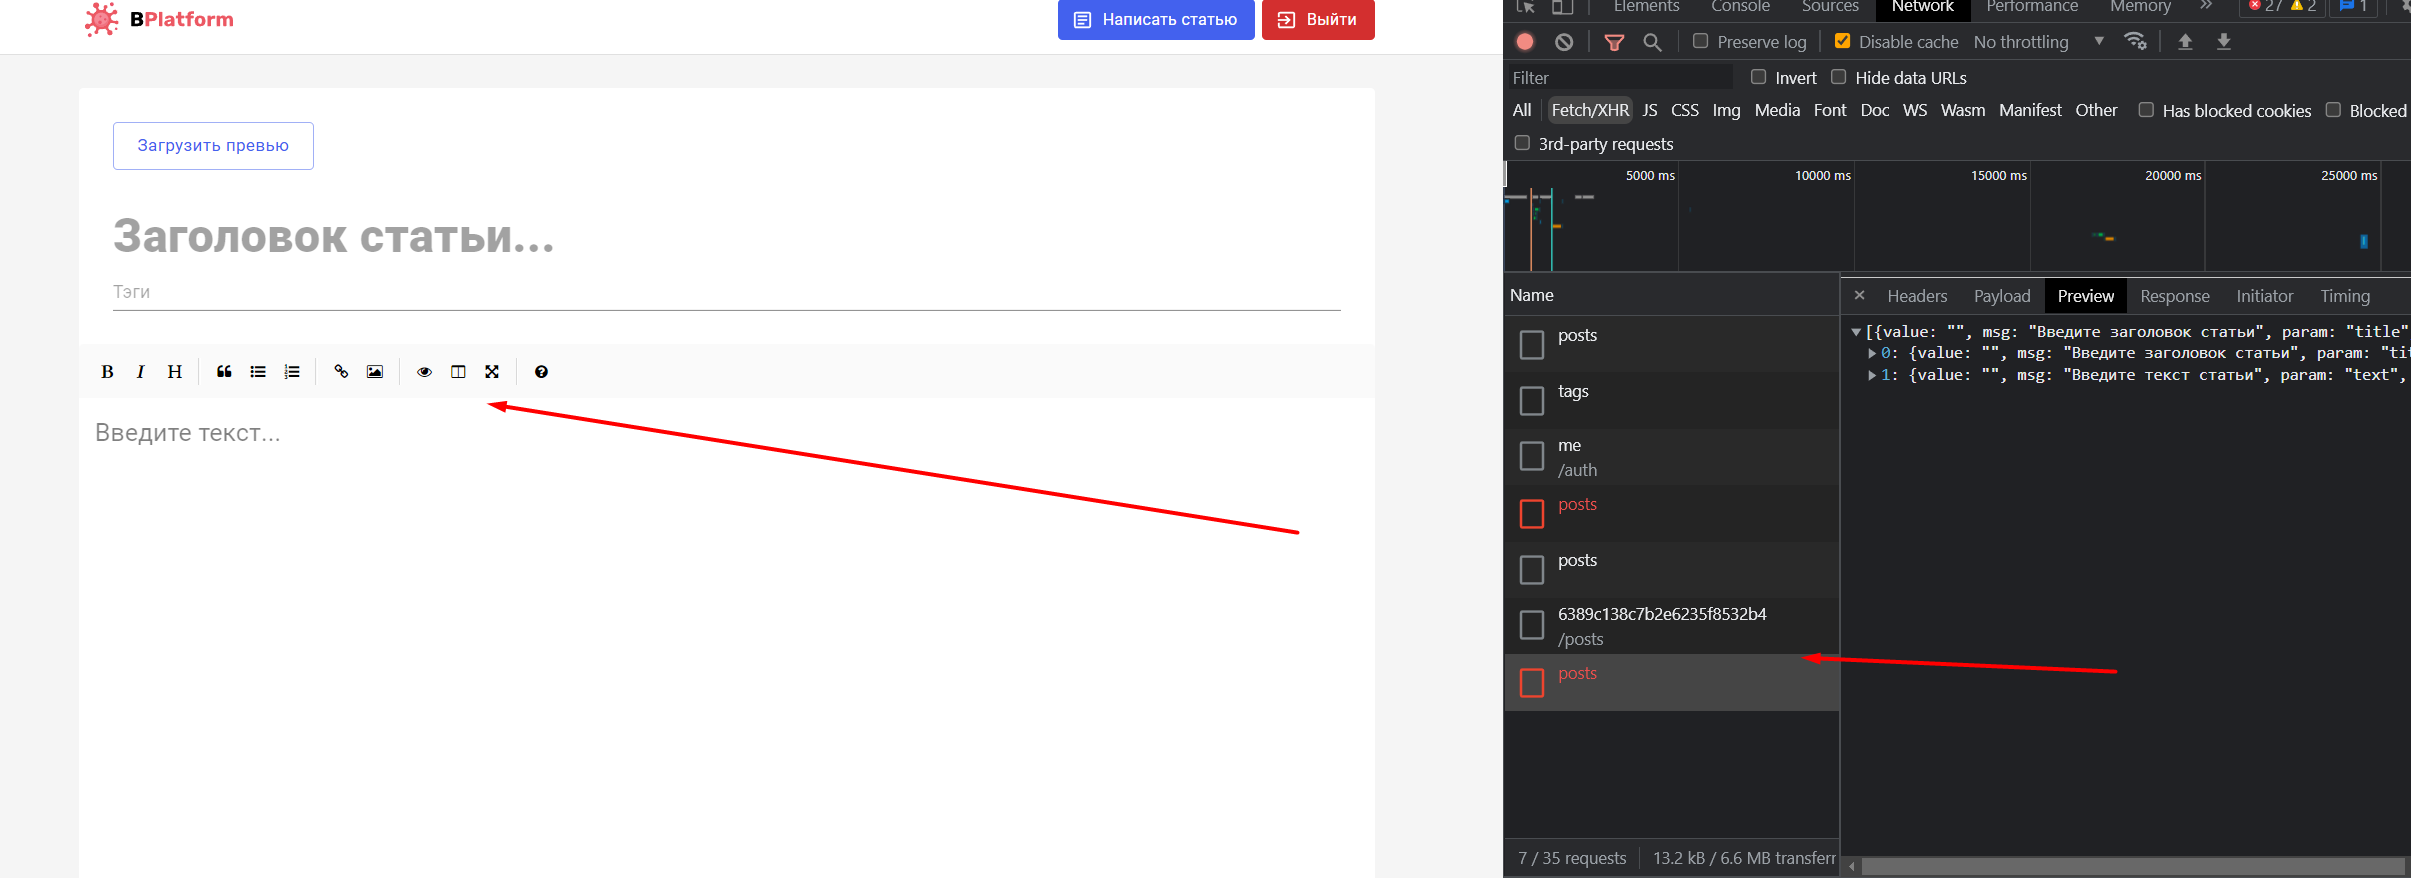 BPlatform
Написать статью
Выйти
Загрузить превью
Заголовок статьи...
Тэги
B I H
Введите текст...
Elements Console Sources Network Performance Memory » 27 2 1
Preserve log Disable cache No throttling
Filter Invert Hide data URLs
All Fetch/XHR JS CSS Img Media Font Doc WS Wasm Manifest Other Has blocked cookies Blocked
3rd-party requests
5000 ms 10000 ms 15000 ms 20000 ms 25000 ms
Name
posts
tags
me
/auth
posts
posts
6389c138c7b2e6235f8532b4
/posts
posts
7 / 35 requests 13.2 kB / 6.6 MB transferr
× Headers Payload Preview Response Initiator Timing
[{value: "", msg: "Введите заголовок статьи", param: "title"
0: {value: "", msg: "Введите заголовок статьи", param: "tit
1: {value: "", msg: "Введите текст статьи", param: "text",